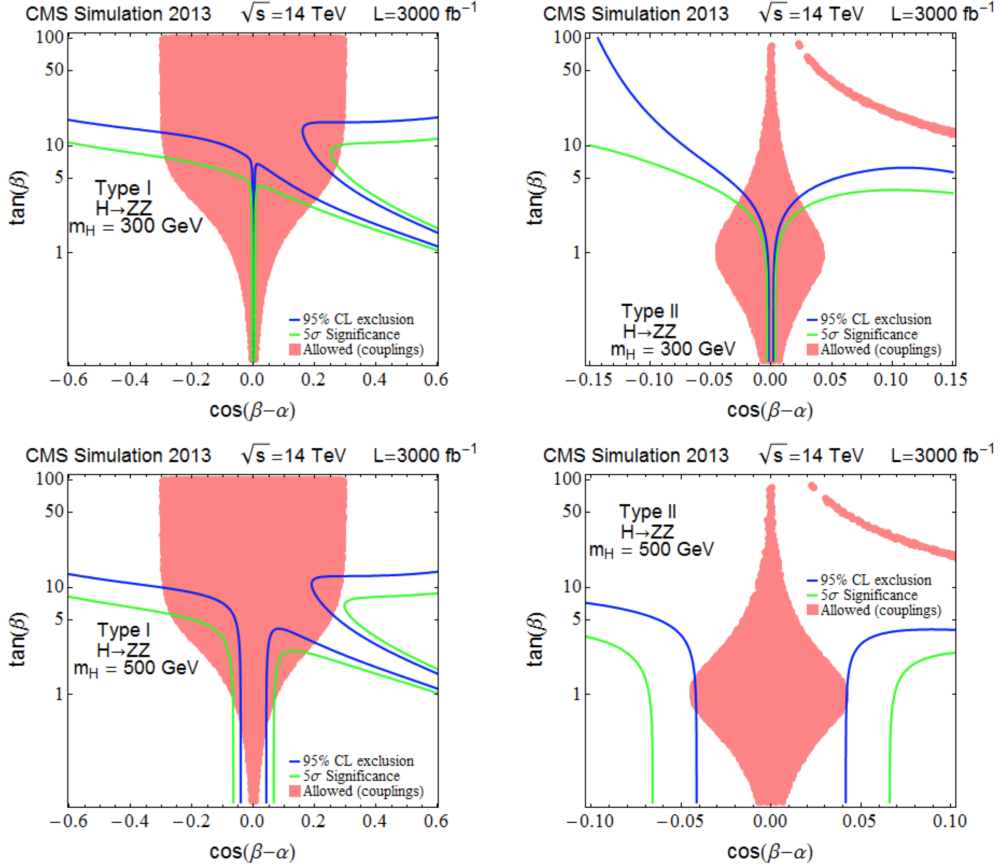 CMS Simulation 2013 √s =14 TeV L=3000 fb⁻¹
100
50
10
5
1
tan(β)
Type I
H→ZZ
m_H = 300 GeV
95% CL exclusion
5σ Significance
Allowed (couplings)
−0.6 −0.4 −0.2 0.0 0.2 0.4 0.6
cos(β−α)
CMS Simulation 2013 √s =14 TeV L=3000 fb⁻¹
100
50
10
5
1
tan(β)
Type II
H→ZZ
m_H = 300 GeV
95% CL exclusion
5σ Significance
Allowed (couplings)
−0.15 −0.10 −0.05 0.00 0.05 0.10 0.15
cos(β−α)
CMS Simulation 2013 √s =14 TeV L=3000 fb⁻¹
100
50
10
5
1
tan(β)
Type I
H→ZZ
m_H = 500 GeV
95% CL exclusion
5σ Significance
Allowed (couplings)
−0.6 −0.4 −0.2 0.0 0.2 0.4 0.6
cos(β−α)
CMS Simulation 2013 √s =14 TeV L=3000 fb⁻¹
100
50
10
5
1
tan(β)
Type II
H→ZZ
m_H = 500 GeV
95% CL exclusion
5σ Significance
Allowed (couplings)
−0.10 −0.05 0.00 0.05 0.10
cos(β−α)